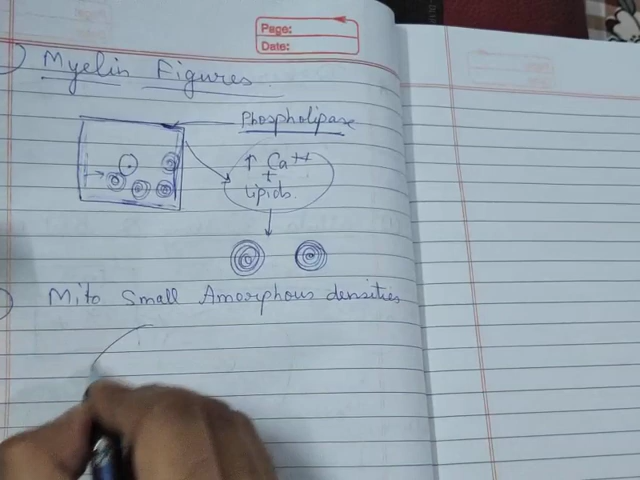 Page:
Date:
Myelin Figures
Phospholipase
↑ Ca++
+
Lipids.
Mito Small Amorphous densities